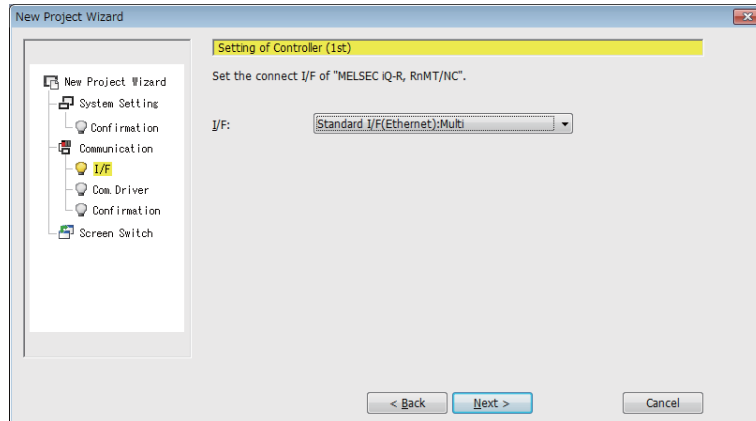 New Project Wizard
Setting of Controller (1st)
Set the connect I/F of "MELSEC iQ-R, RnMT/NC".
I/F:
Standard I/F(Ethernet):Multi
New Project Wizard
System Setting
Confirmation
Communication
I/F
Com. Driver
Confirmation
Screen Switch
< Back
Next >
Cancel